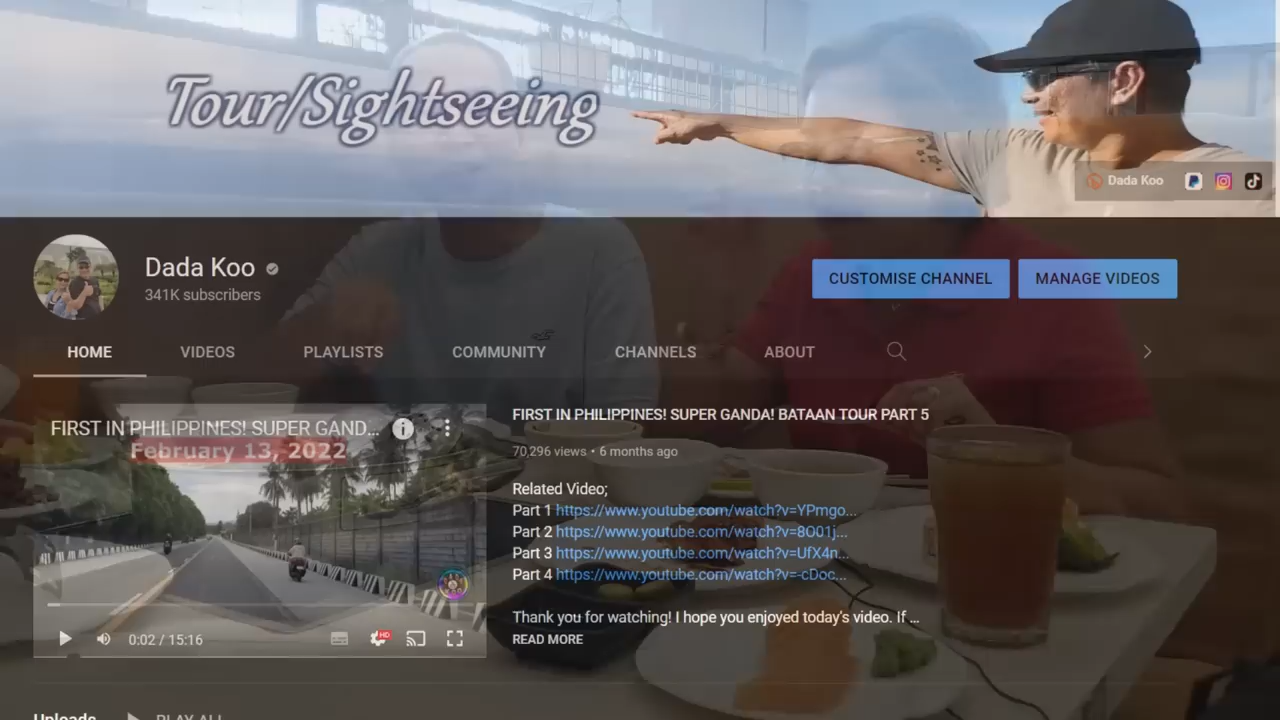 Tour/Sightseeing
Dada Koo
Dada Koo
341K subscribers
CUSTOMISE CHANNEL
MANAGE VIDEOS
HOME
VIDEOS
PLAYLISTS
COMMUNITY
CHANNELS
ABOUT
FIRST IN PHILIPPINES! SUPER GAND...
February 13, 2022
HD
0:02 / 15:16
FIRST IN PHILIPPINES! SUPER GANDA! BATAAN TOUR PART 5
70,296 views • 6 months ago
Related Video;
Part 1 https://www.youtube.com/watch?v=YPmgo...
Part 2 https://www.youtube.com/watch?v=8O01j...
Part 3 https://www.youtube.com/watch?v=UfX4n...
Part 4 https://www.youtube.com/watch?v=-cDoc...
Thank you for watching! I hope you enjoyed today's video. If ...
READ MORE
Uploads
PLAY ALL